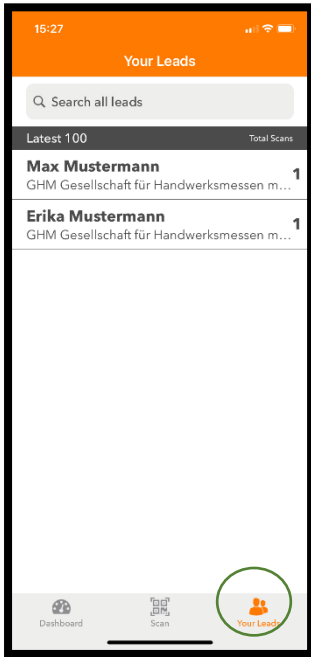 15:27
Your Leads
Search all leads
Latest 100 Total Scans
Max Mustermann 1
GHM Gesellschaft für Handwerksmessen m...
Erika Mustermann 1
GHM Gesellschaft für Handwerksmessen m...
Dashboard Scan Your Leads